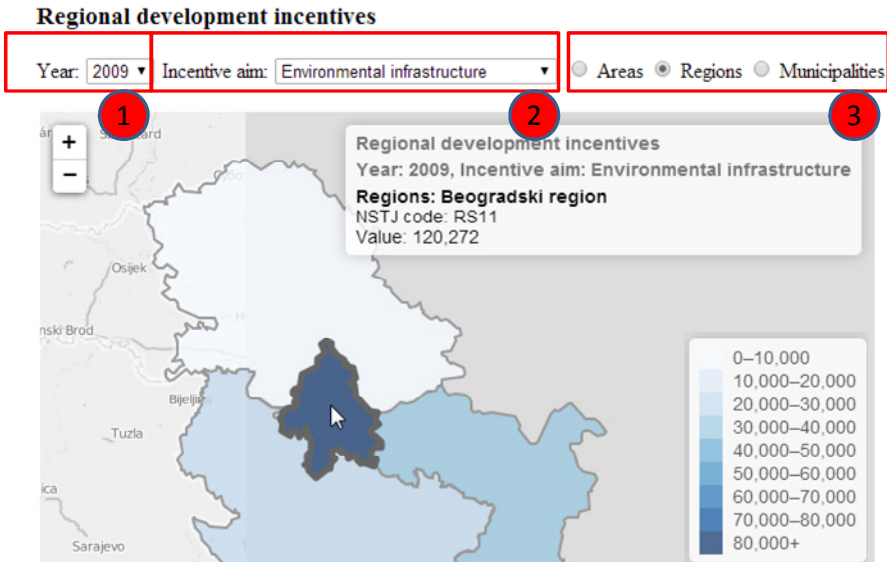 Regional development incentives
Year: 2009 Incentive aim: Environmental infrastructure Areas Regions Municipalities
1 2 3
+
−
Regional development incentives
Year: 2009, Incentive aim: Environmental infrastructure
Regions: Beogradski region
NSTJ code: RS11
Value: 120,272
Osijek
Brod
Tuzla
Sarajevo
0–10,000
10,000–20,000
20,000–30,000
30,000–40,000
40,000–50,000
50,000–60,000
60,000–70,000
70,000–80,000
80,000+